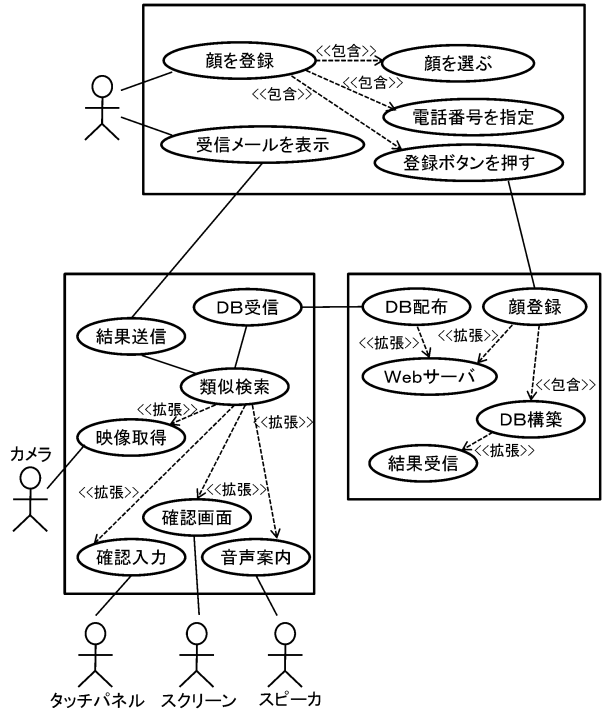 顔を登録
<<包含>>
顔を選ぶ
<<包含>>
<<包含>>
電話番号を指定
受信メールを表示
登録ボタンを押す
DB受信
結果送信
類似検索
<<拡張>>
<<拡張>>
映像取得
カメラ
<<拡張>>
<<拡張>>
確認画面
確認入力
音声案内
タッチパネル
スクリーン
スピーカ
DB配布
顔登録
<<拡張>>
<<拡張>>
Webサーバ
<<包含>>
DB構築
<<拡張>>
結果受信